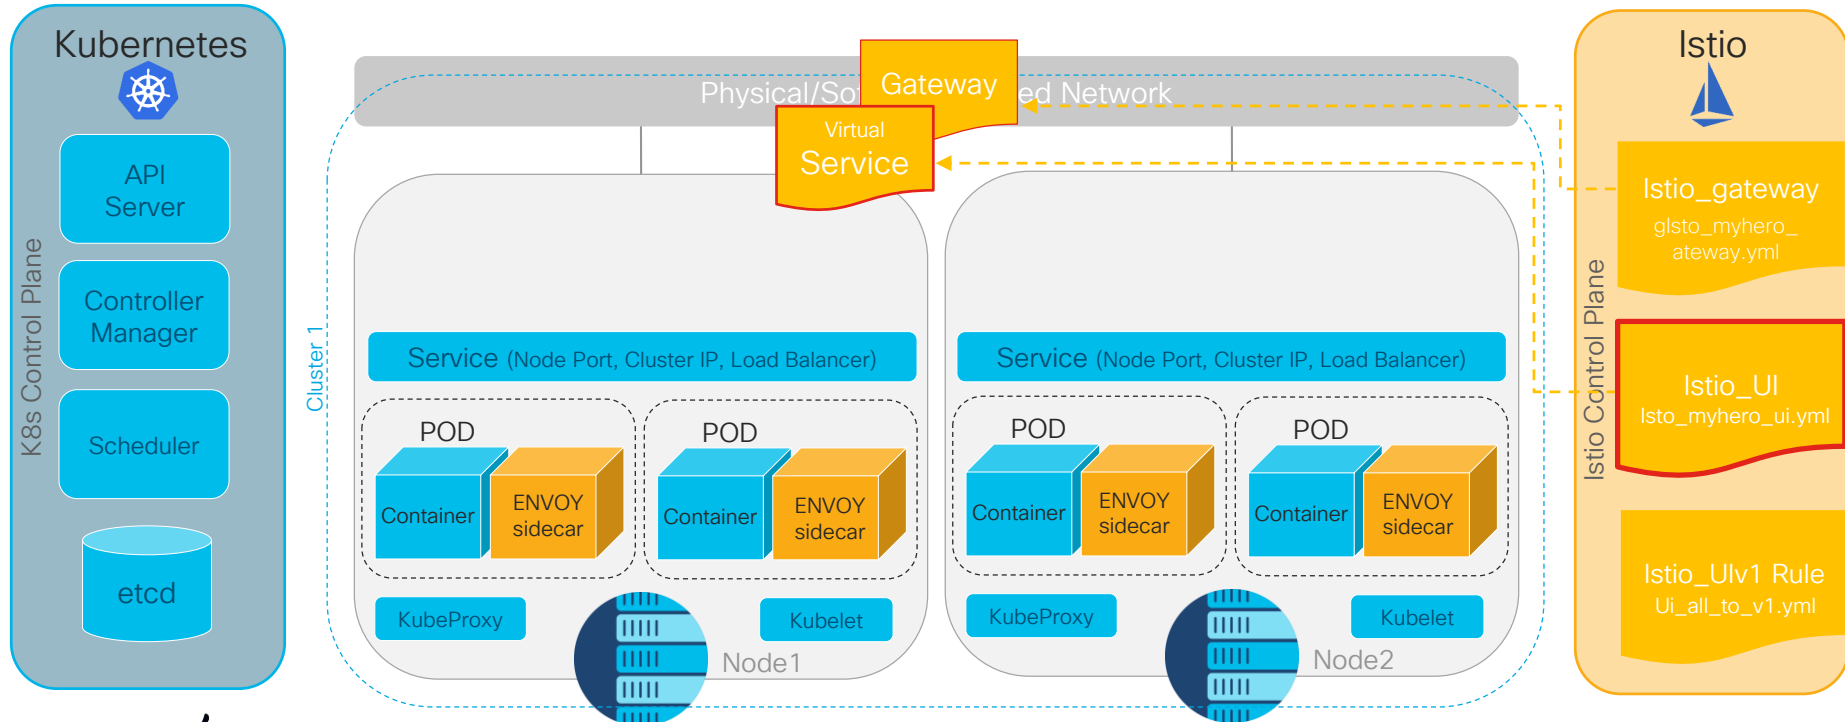 Kubernetes
K8s Control Plane
API
Server
Controller
Manager
Scheduler
etcd
Cluster 1
Physical/So
ed Network
Gateway
Virtual
Service
Service (Node Port, Cluster IP, Load Balancer)
POD
Container
ENVOY
sidecar
POD
Container
ENVOY
sidecar
KubeProxy
Kubelet
Node1
Service (Node Port, Cluster IP, Load Balancer)
POD
Container
ENVOY
sidecar
POD
Container
ENVOY
sidecar
KubeProxy
Kubelet
Node2
Istio
Istio Control Plane
Istio_gateway
gIsto_myhero_
ateway.yml
Istio_UI
Isto_myhero_ui.yml
Istio_UIv1 Rule
Ui_all_to_v1.yml